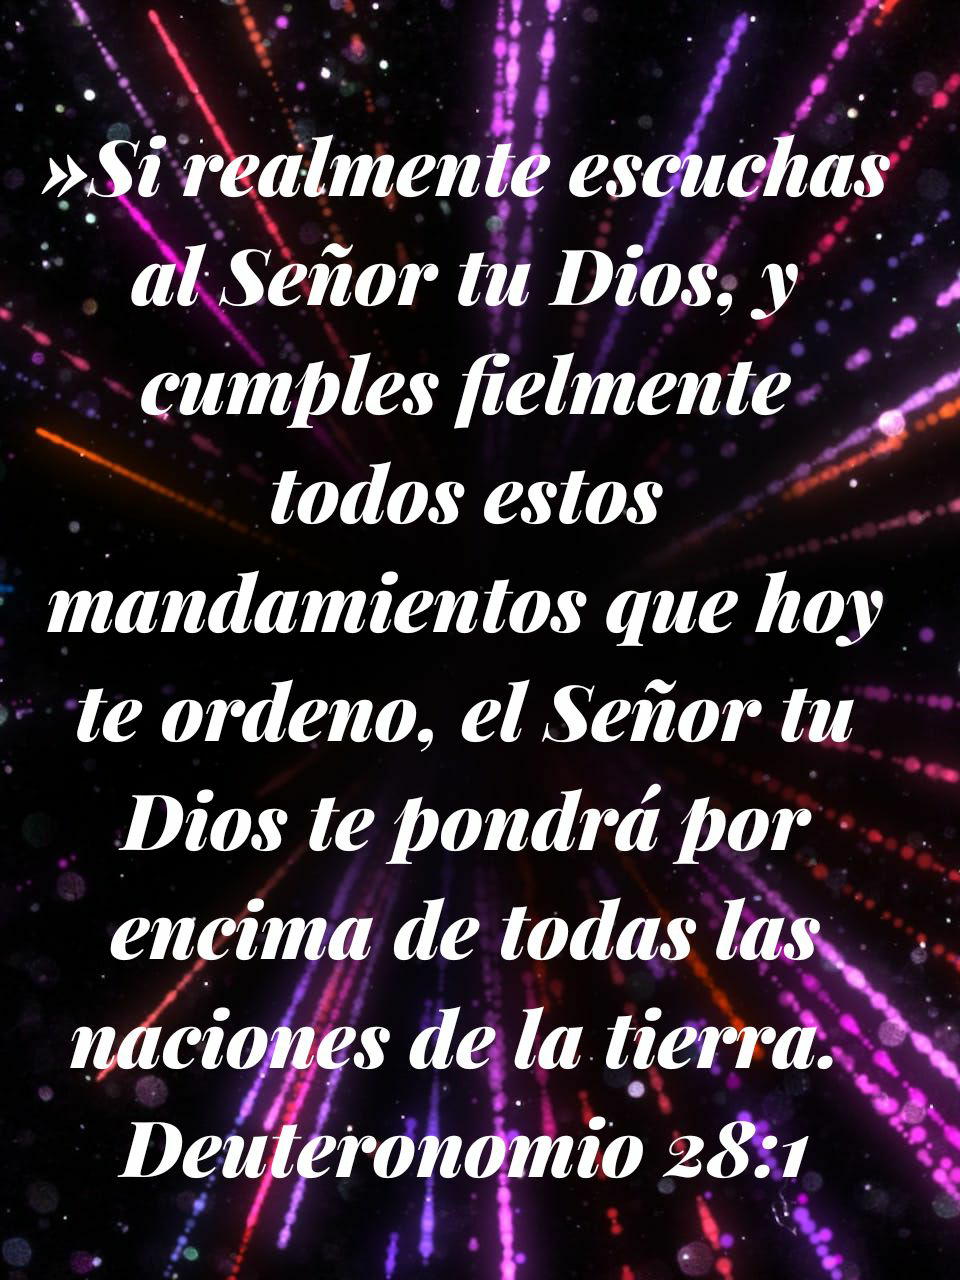 »Si realmente escuchas
al Señor tu Dios, y
cumples fielmente
todos estos
mandamientos que hoy
te ordeno, el Señor tu
Dios te pondrá por
encima de todas las
naciones de la tierra.
Deuteronomio 28:1